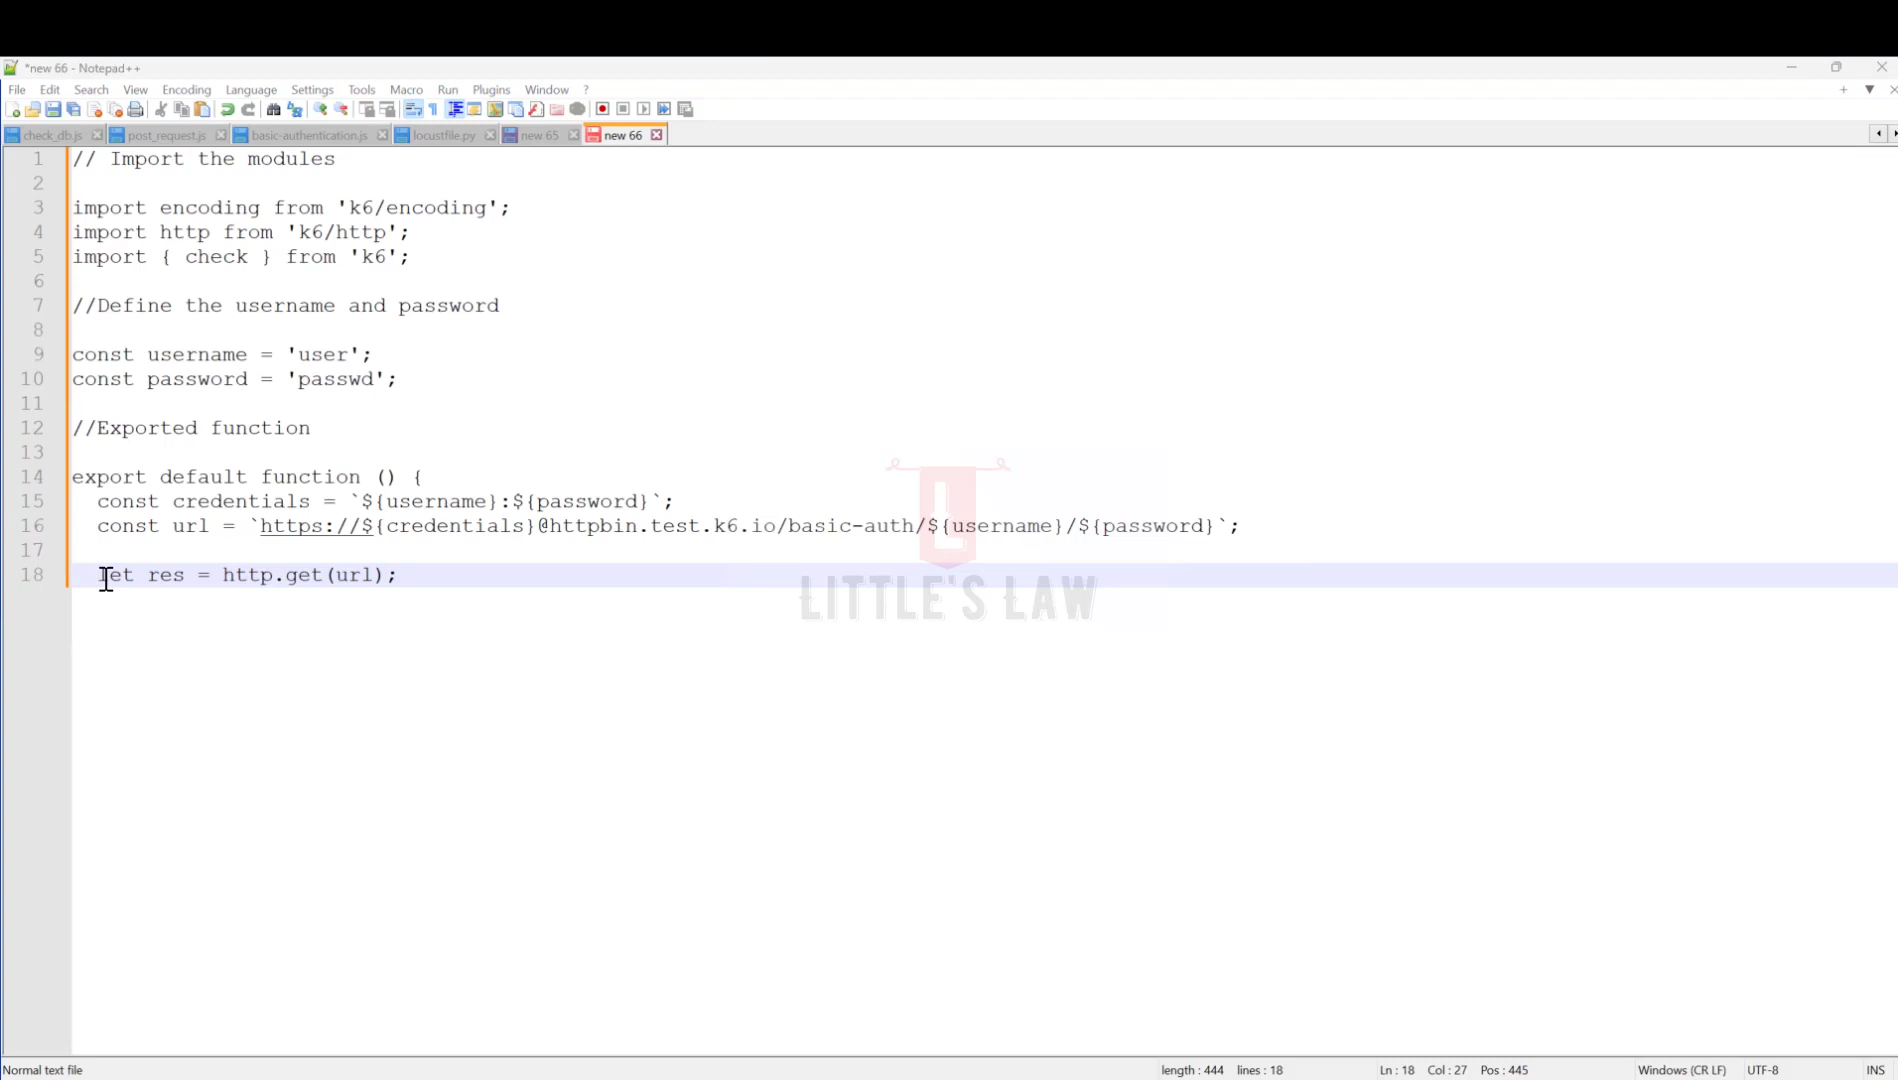 *new 66 - Notepad++
File Edit Search View Encoding Language Settings Tools Macro Run Plugins Window ?
check_db.js post_request.js basic-authentication.js locustfile.py new 65 new 66
1 // Import the modules
2
3 import encoding from 'k6/encoding';
4 import http from 'k6/http';
5 import { check } from 'k6';
6
7 //Define the username and password
8
9 const username = 'user';
10 const password = 'passwd';
11
12 //Exported function
13
14 export default function () {
15 const credentials = `${username}:${password}`;
16 const url = `https://${credentials}@httpbin.test.k6.io/basic-auth/${username}/${password}`;
17
18 let res = http.get(url);
L
LITTLE'S LAW
Normal text file length : 444 lines : 18 Ln : 18 Col : 27 Pos : 445 Windows (CR LF) UTF-8 INS